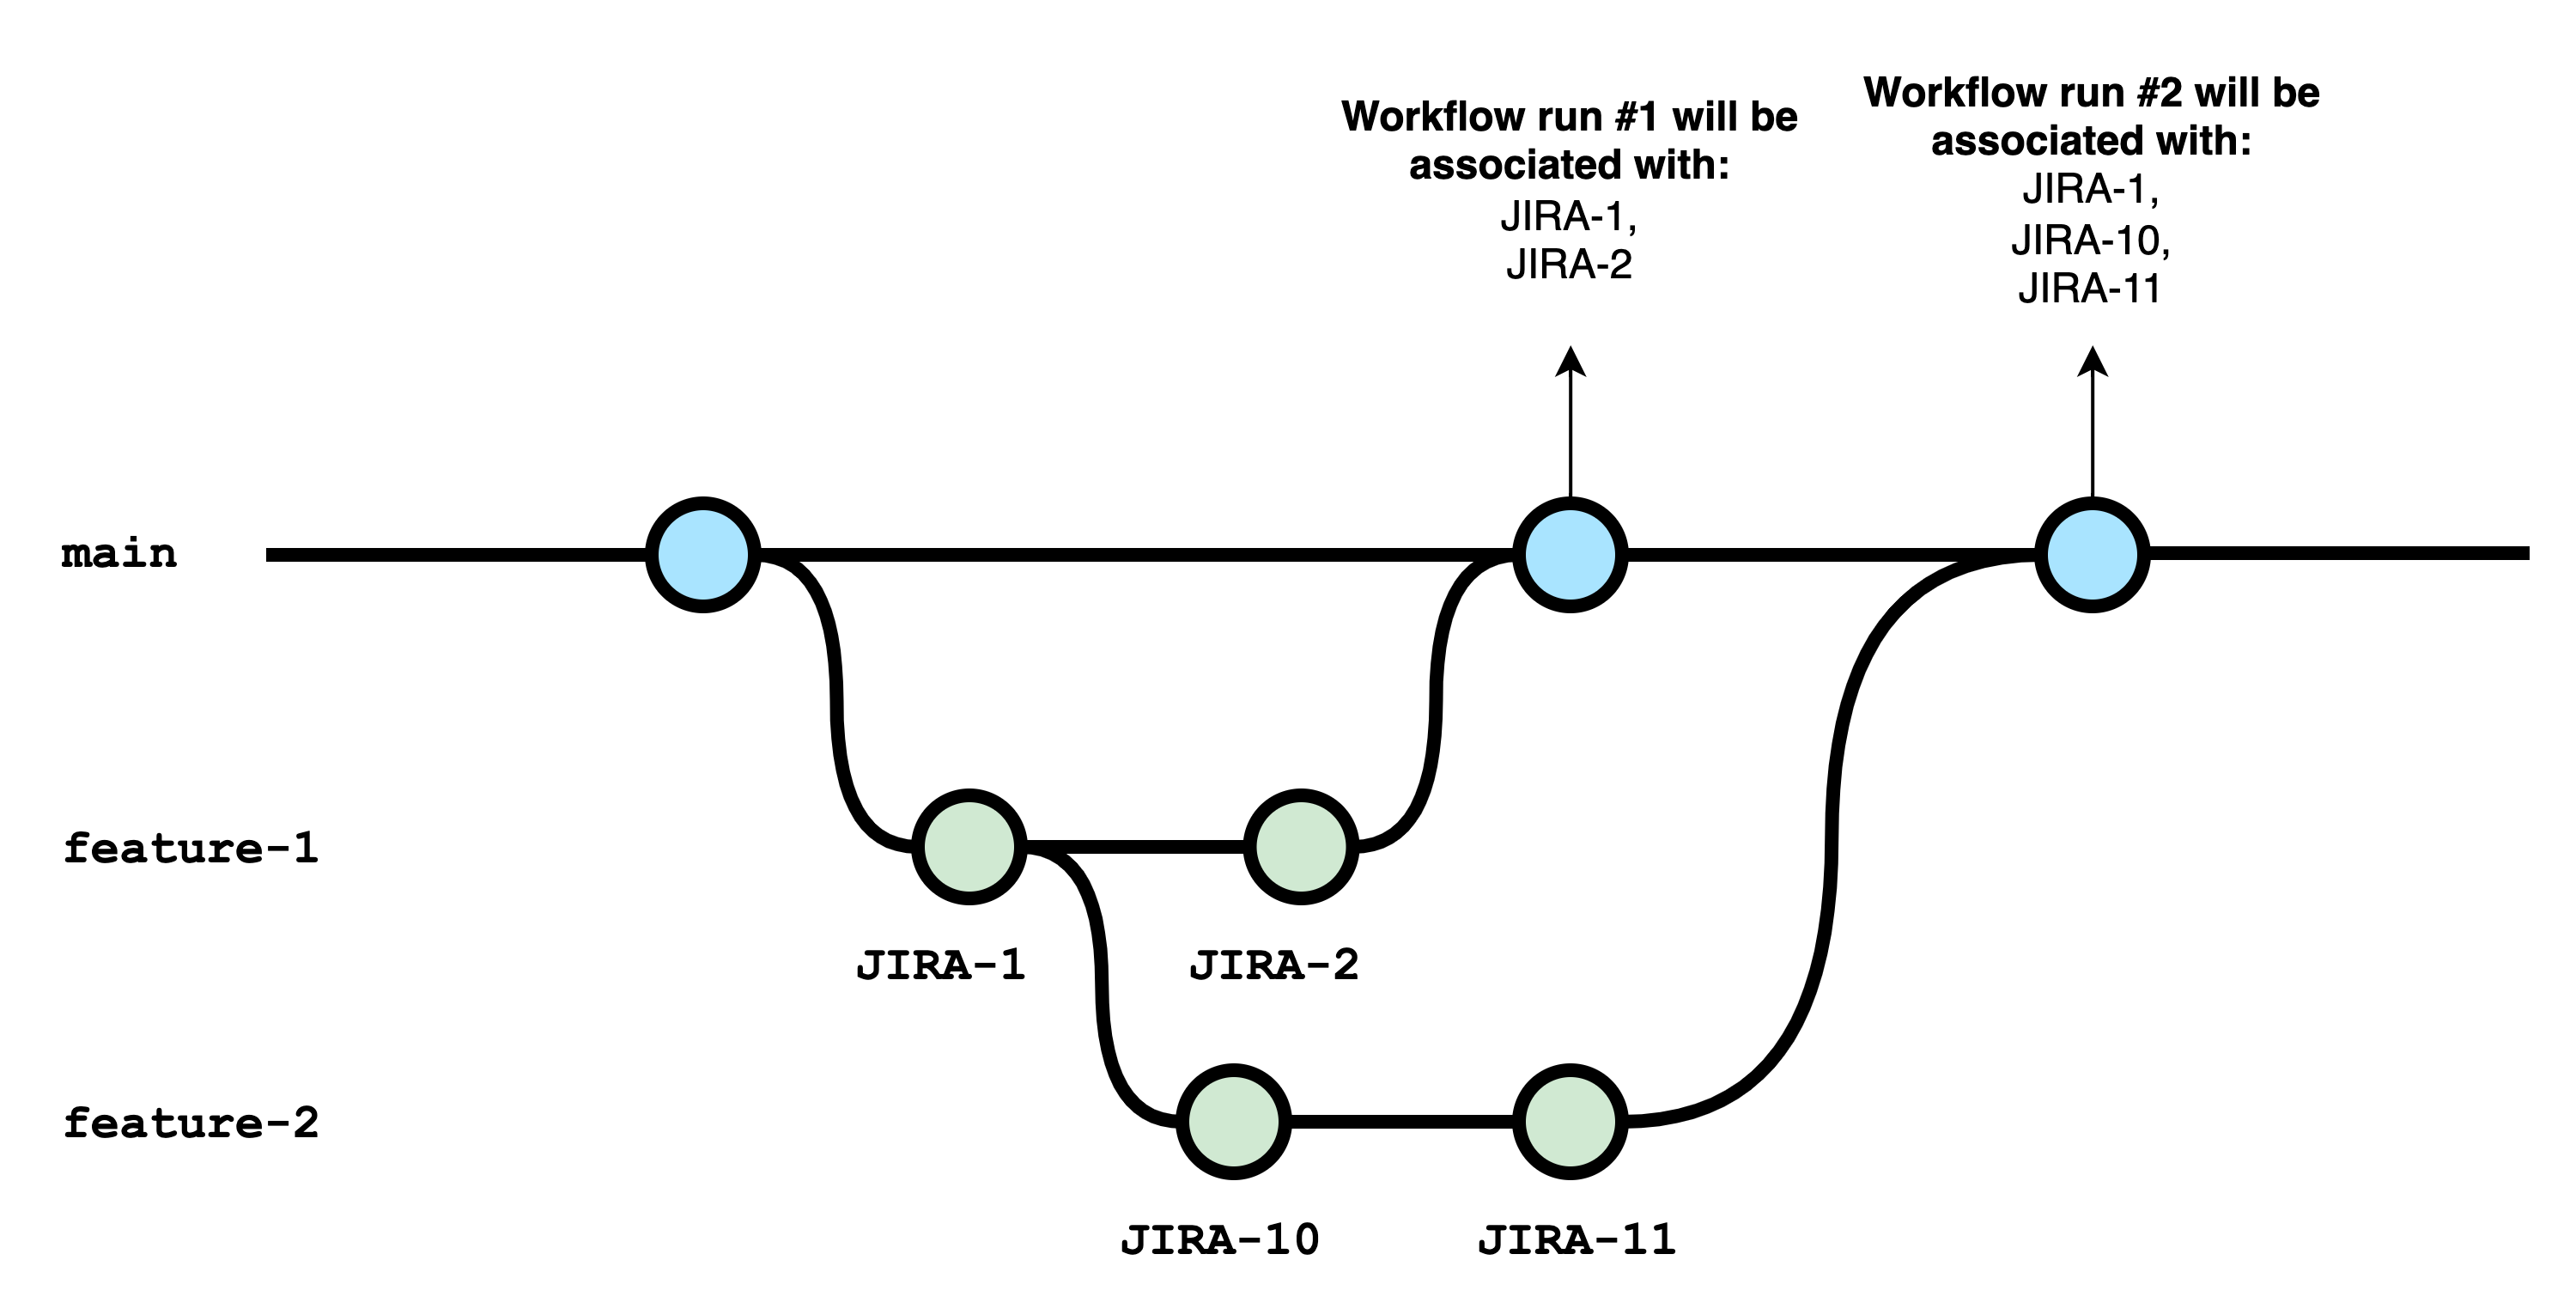 Workflow run #1 will be
associated with:
JIRA-1,
JIRA-2
Workflow run #2 will be
associated with:
JIRA-1,
JIRA-10,
JIRA-11
main
feature-1
JIRA-1
JIRA-2
feature-2
JIRA-10
JIRA-11